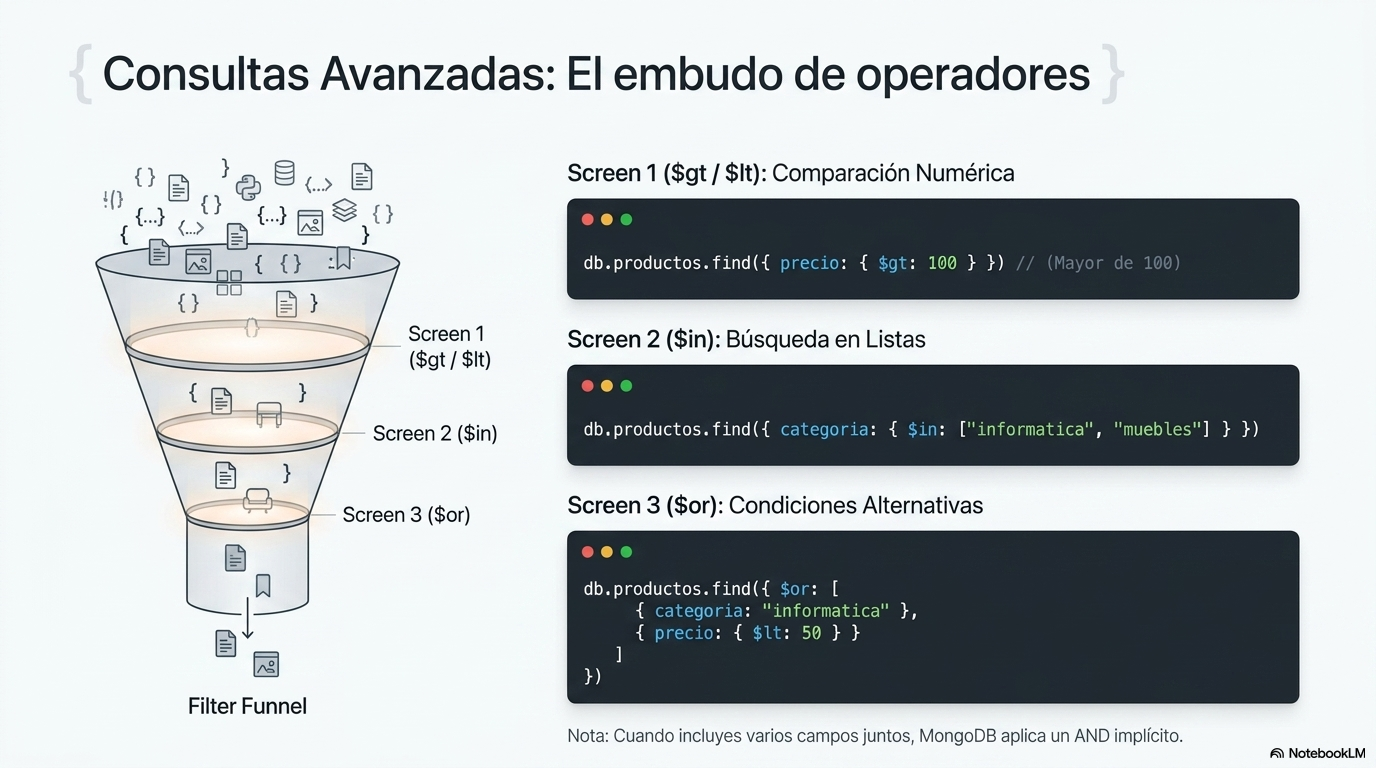 { Consultas Avanzadas: El embudo de operadores }
Screen 1
($gt / $lt)
Screen 2 ($in)
Screen 3 ($or)
Filter Funnel
Screen 1 ($gt / $lt): Comparación Numérica
db.productos.find({ precio: { $gt: 100 } }) // (Mayor de 100)
Screen 2 ($in): Búsqueda en Listas
db.productos.find({ categoria: { $in: ["informatica", "muebles"] } })
Screen 3 ($or): Condiciones Alternativas
db.productos.find({ $or: [
{ categoria: "informatica" },
{ precio: { $lt: 50 } }
]
})
Nota: Cuando incluyes varios campos juntos, MongoDB aplica un AND implícito.
NotebookLM